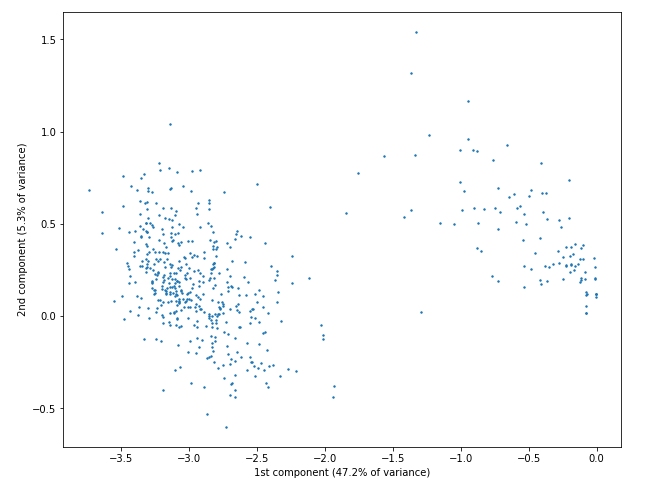 1.5
1.0
0.5
0.0
−0.5
2nd component (5.3% of variance)
−3.5 −3.0 −2.5 −2.0 −1.5 −1.0 −0.5 0.0
1st component (47.2% of variance)